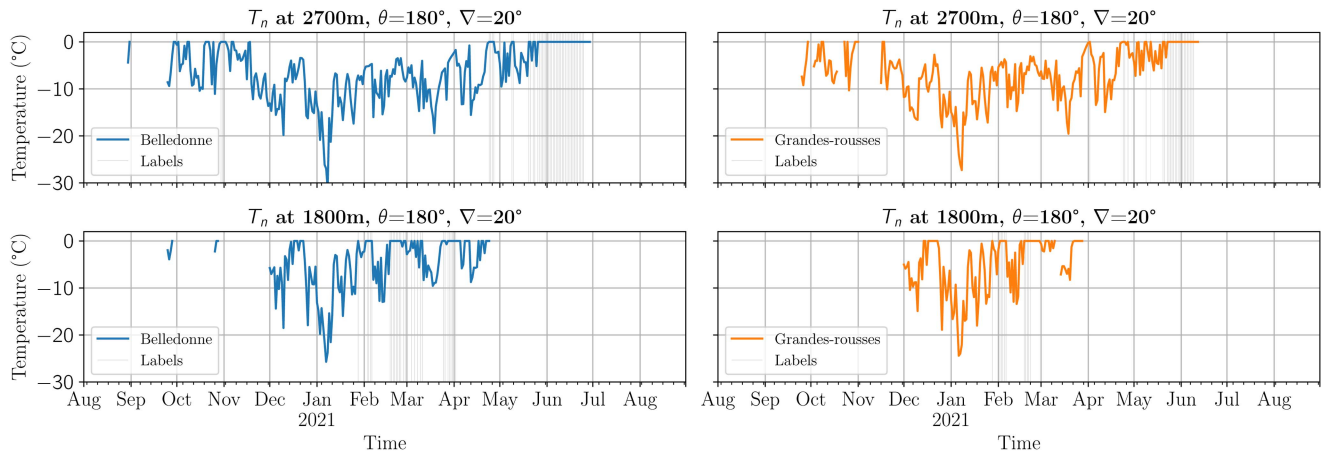 T_n at 2700m, θ=180°, ∇=20° T_n at 2700m, θ=180°, ∇=20°
Temperature (°C)
0
−10
−20
−30
Belledonne
Labels
Grandes-rousses
Labels
T_n at 1800m, θ=180°, ∇=20° T_n at 1800m, θ=180°, ∇=20°
Temperature (°C)
0
−10
−20
−30
Belledonne
Labels
Grandes-rousses
Labels
Aug Sep Oct Nov Dec Jan Feb Mar Apr May Jun Jul Aug Aug Sep Oct Nov Dec Jan Feb Mar Apr May Jun Jul Aug
2021 2021
Time Time